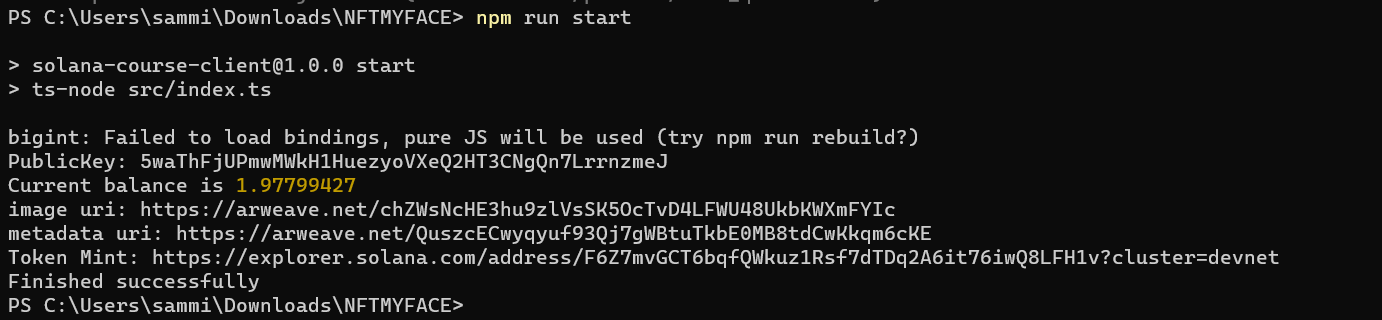 PS C:\Users\sammi\Downloads\NFTMYFACE> npm run start
> solana-course-client@1.0.0 start
> ts-node src/index.ts
bigint: Failed to load bindings, pure JS will be used (try npm run rebuild?)
PublicKey: 5waThFjUPmwMWkH1HuezyoVXeQ2HT3CNgQn7LrrnzmeJ
Current balance is 1.97799427
image uri: https://arweave.net/chZWsNcHE3hu9zlVsSK5OcTvD4LFWU48UkbKWXmFYIc
metadata uri: https://arweave.net/QuszcECwyqyuf93Qj7gWBtuTkbE0MB8tdCwKkqm6cKE
Token Mint: https://explorer.solana.com/address/F6Z7mvGCT6bqfQWkuz1Rsf7dTDq2A6it76iwQ8LFH1v?cluster=devnet
Finished successfully
PS C:\Users\sammi\Downloads\NFTMYFACE>